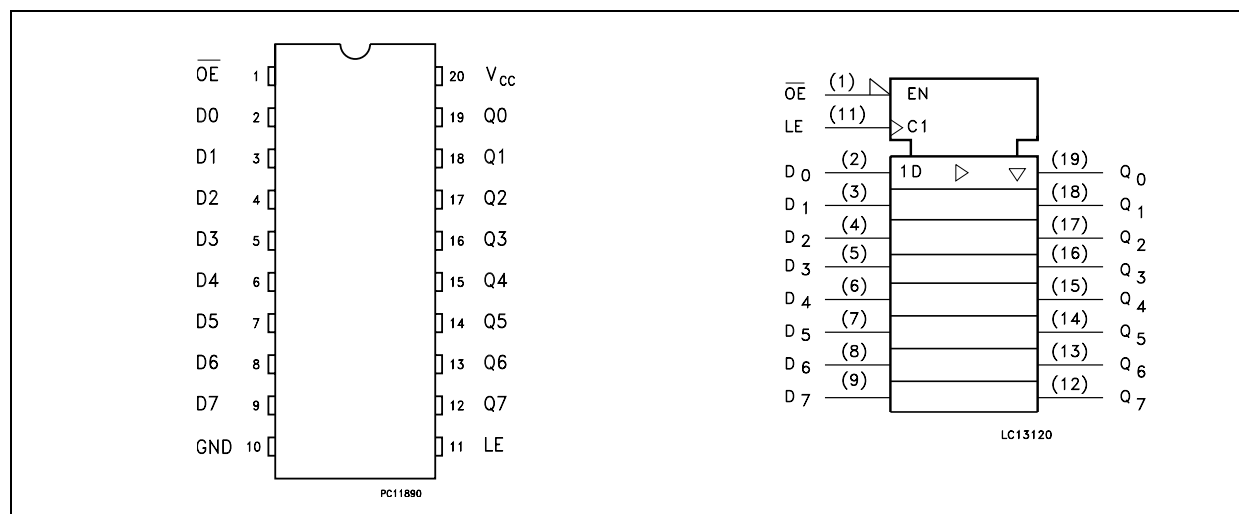 OE 1 20 VCC
D0 2 19 Q0
D1 3 18 Q1
D2 4 17 Q2
D3 5 16 Q3
D4 6 15 Q4
D5 7 14 Q5
D6 8 13 Q6
D7 9 12 Q7
GND 10 11 LE
PC11890
OE (1) EN
LE (11) C1
D0 (2) 1D (19) Q0
D1 (3) (18) Q1
D2 (4) (17) Q2
D3 (5) (16) Q3
D4 (6) (15) Q4
D5 (7) (14) Q5
D6 (8) (13) Q6
D7 (9) (12) Q7
LC13120